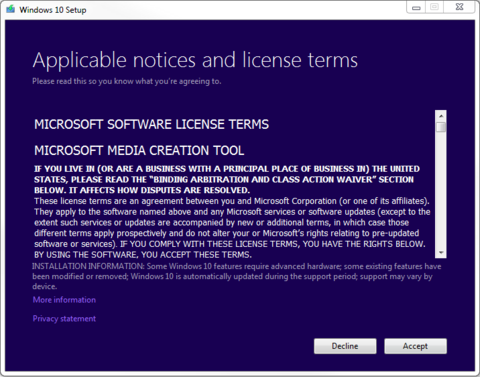 Windows 10 Setup
Applicable notices and license terms
Please read this so you know what you're agreeing to.
MICROSOFT SOFTWARE LICENSE TERMS
MICROSOFT MEDIA CREATION TOOL
IF YOU LIVE IN (OR ARE A BUSINESS WITH A PRINCIPAL PLACE OF BUSINESS IN) THE UNITED
STATES, PLEASE READ THE “BINDING ARBITRATION AND CLASS ACTION WAIVER” SECTION
BELOW. IT AFFECTS HOW DISPUTES ARE RESOLVED.
These license terms are an agreement between you and Microsoft Corporation (or one of its affiliates).
They apply to the software named above and any Microsoft services or software updates (except to the
extent such services or updates are accompanied by new or additional terms, in which case those
different terms apply prospectively and do not alter your or Microsoft's rights relating to pre-updated
software or services). IF YOU COMPLY WITH THESE LICENSE TERMS, YOU HAVE THE RIGHTS BELOW.
BY USING THE SOFTWARE, YOU ACCEPT THESE TERMS.
INSTALLATION INFORMATION: Some Windows 10 features require advanced hardware; some existing features have
been modified or removed; Windows 10 is automatically updated during the support period; support may vary by
device.
More information
Privacy statement
Decline Accept